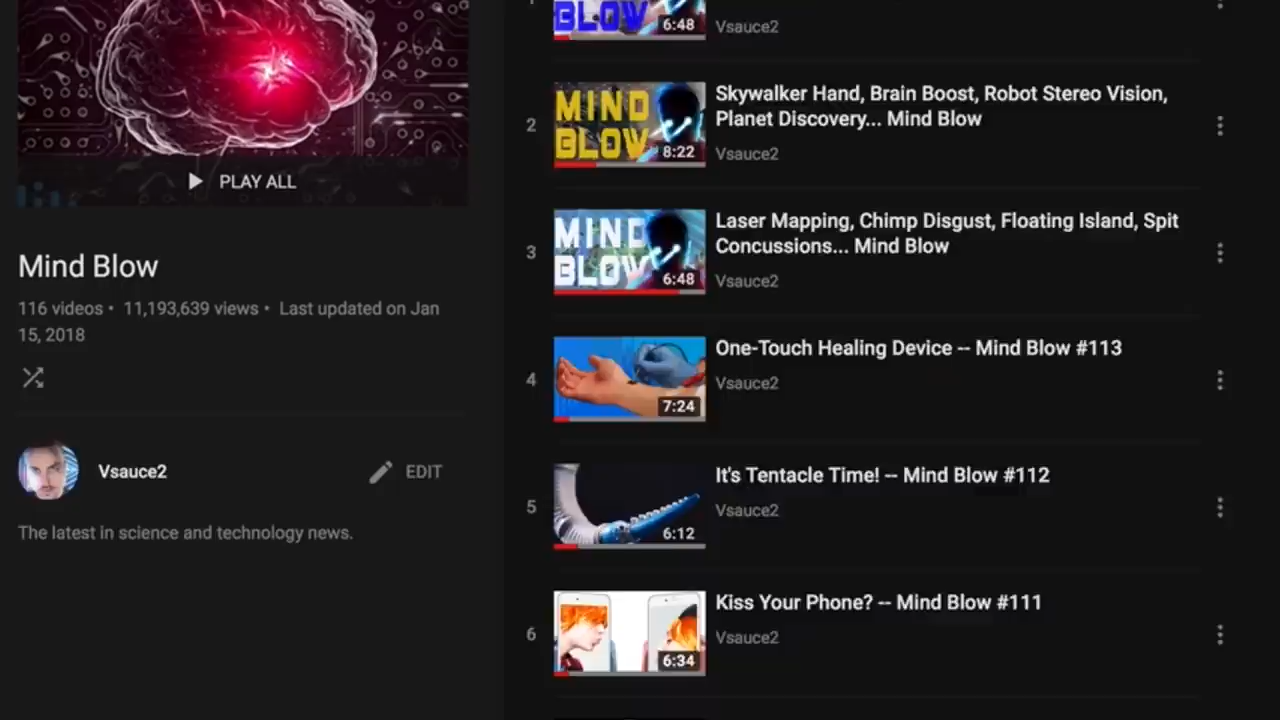 PLAY ALL
Mind Blow
116 videos • 11,193,639 views • Last updated on Jan
15, 2018
Vsauce2
EDIT
The latest in science and technology news.
BLOW
6:48
Vsauce2
2
MIND
BLOW
8:22
Skywalker Hand, Brain Boost, Robot Stereo Vision,
Planet Discovery... Mind Blow
Vsauce2
3
MIND
BLOW
6:48
Laser Mapping, Chimp Disgust, Floating Island, Spit
Concussions... Mind Blow
Vsauce2
4
7:24
One-Touch Healing Device -- Mind Blow #113
Vsauce2
5
6:12
It's Tentacle Time! -- Mind Blow #112
Vsauce2
6
6:34
Kiss Your Phone? -- Mind Blow #111
Vsauce2